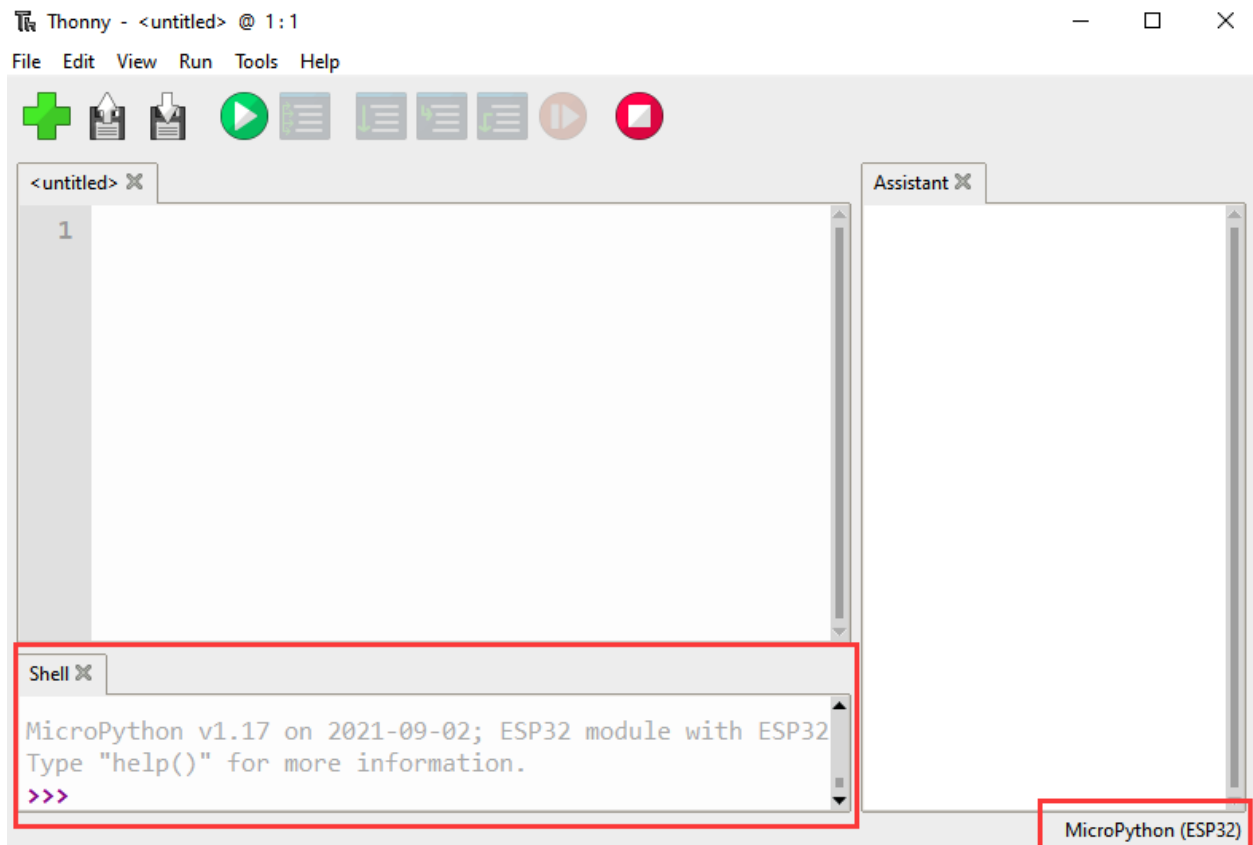 Thonny - <untitled> @ 1:1
File Edit View Run Tools Help
<untitled>
Assistant
1
Shell
MicroPython v1.17 on 2021-09-02; ESP32 module with ESP32
Type "help()" for more information.
>>>
MicroPython (ESP32)